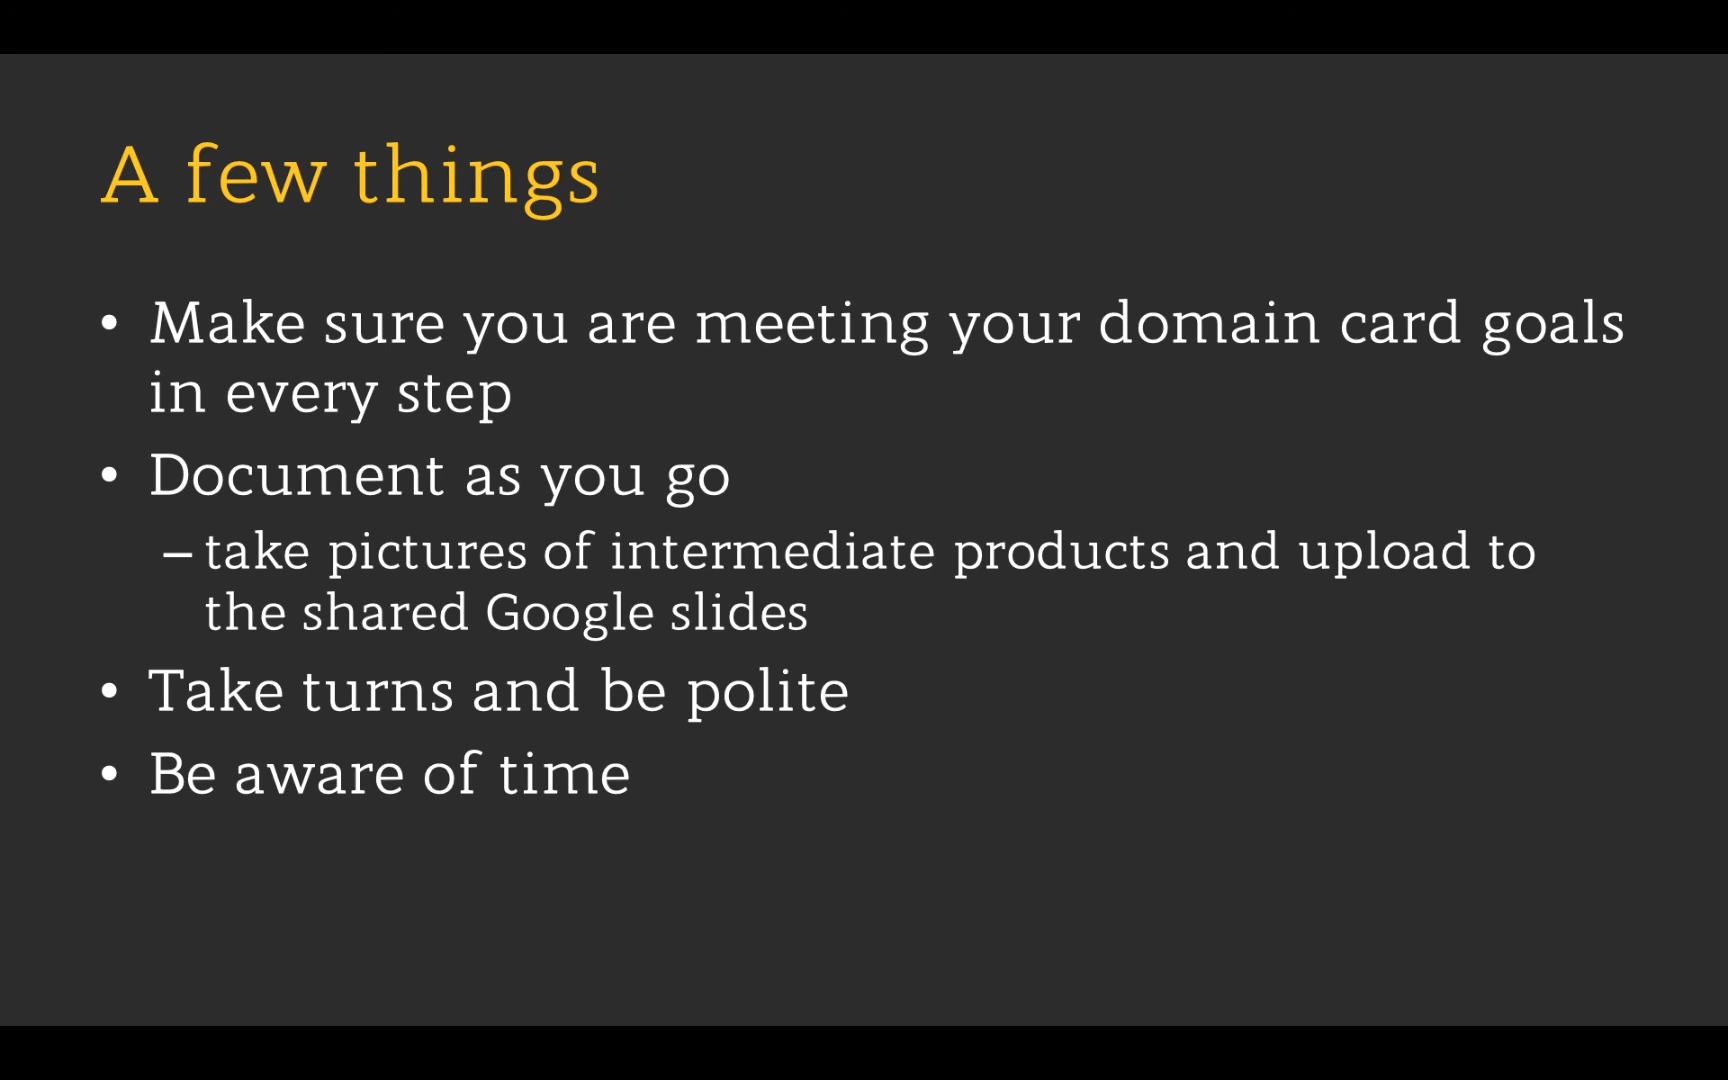 A few things
• Make sure you are meeting your domain card goals
in every step
• Document as you go
– take pictures of intermediate products and upload to
the shared Google slides
• Take turns and be polite
• Be aware of time